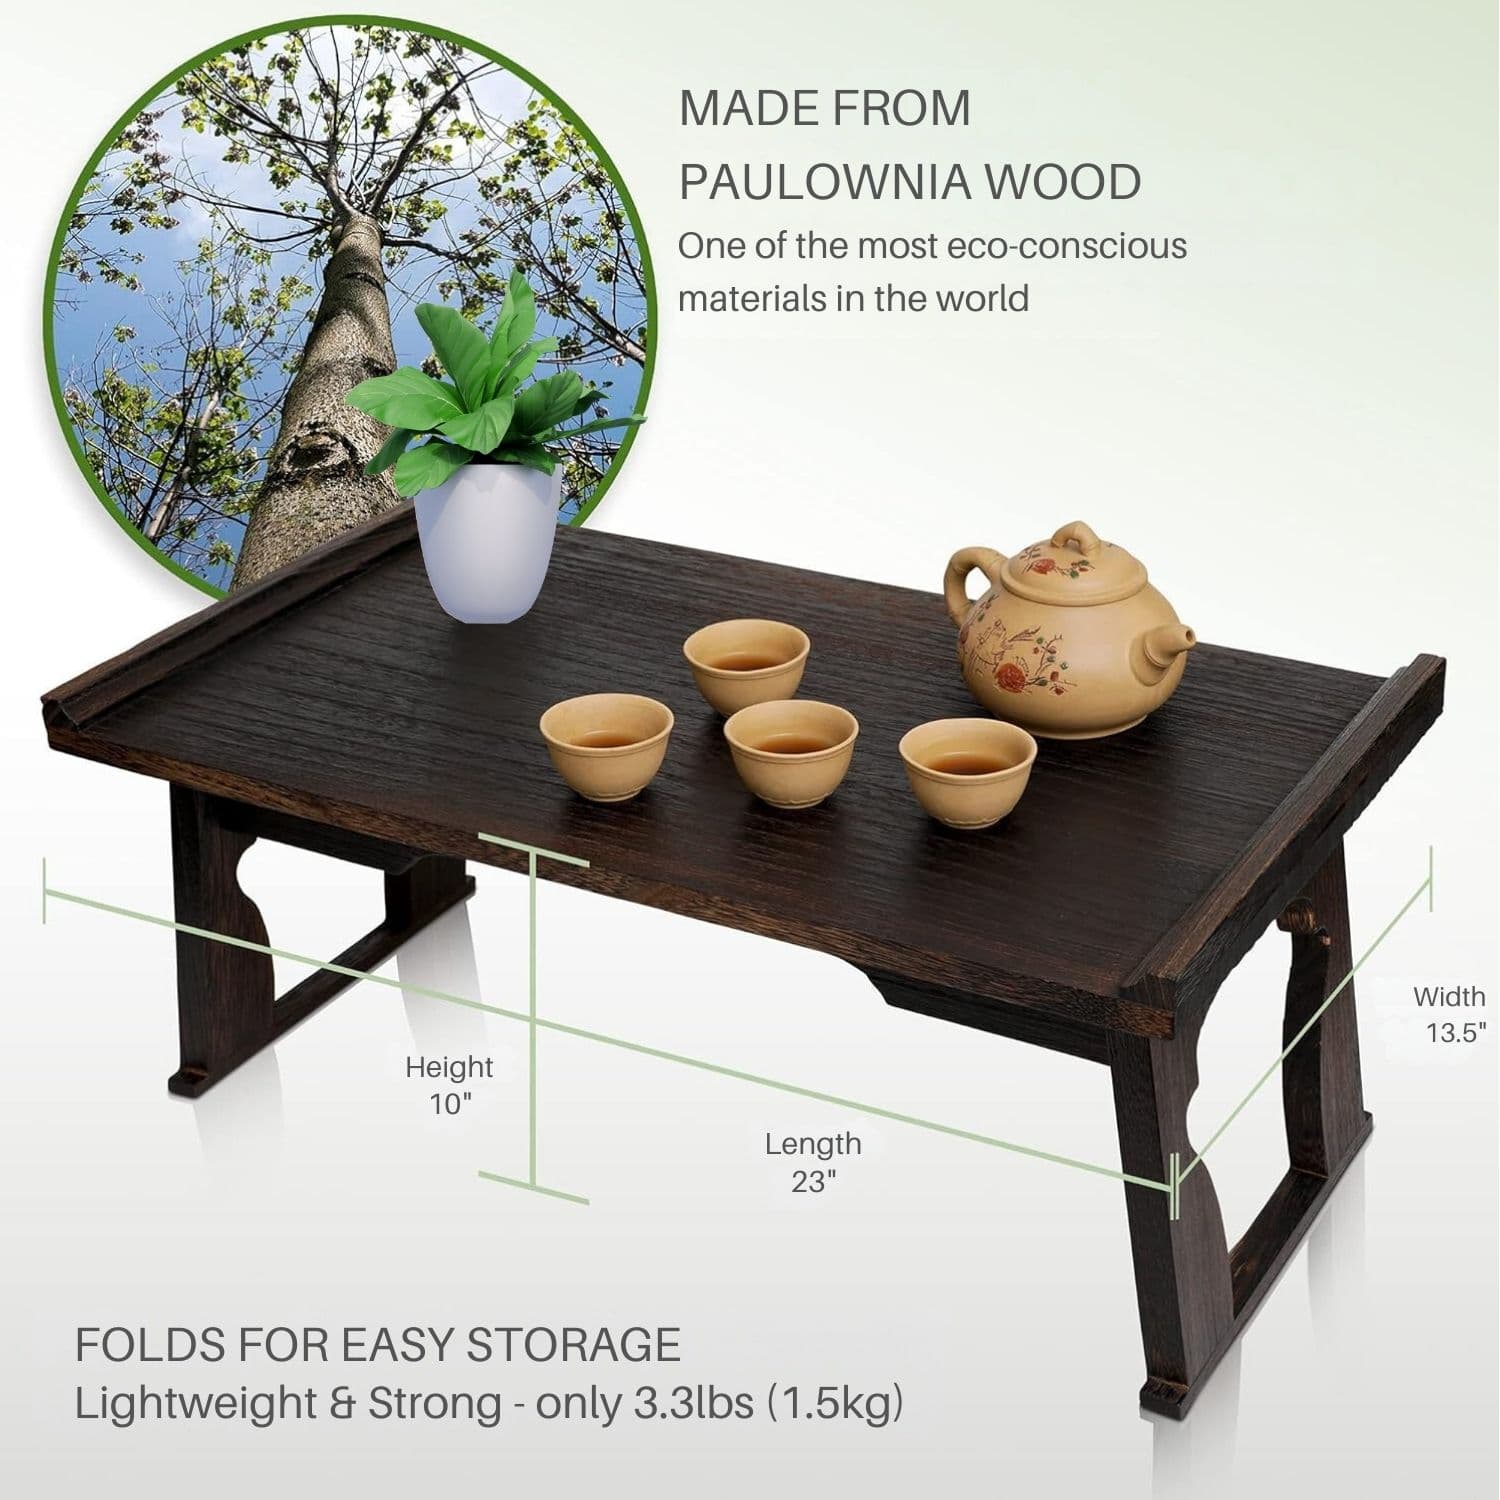 MADE FROM
PAULOWNIA WOOD
One of the most eco-conscious
materials in the world
Width
13.5"
Height
10"
Length
23"
FOLDS FOR EASY STORAGE
Lightweight & Strong - only 3.3lbs (1.5kg)